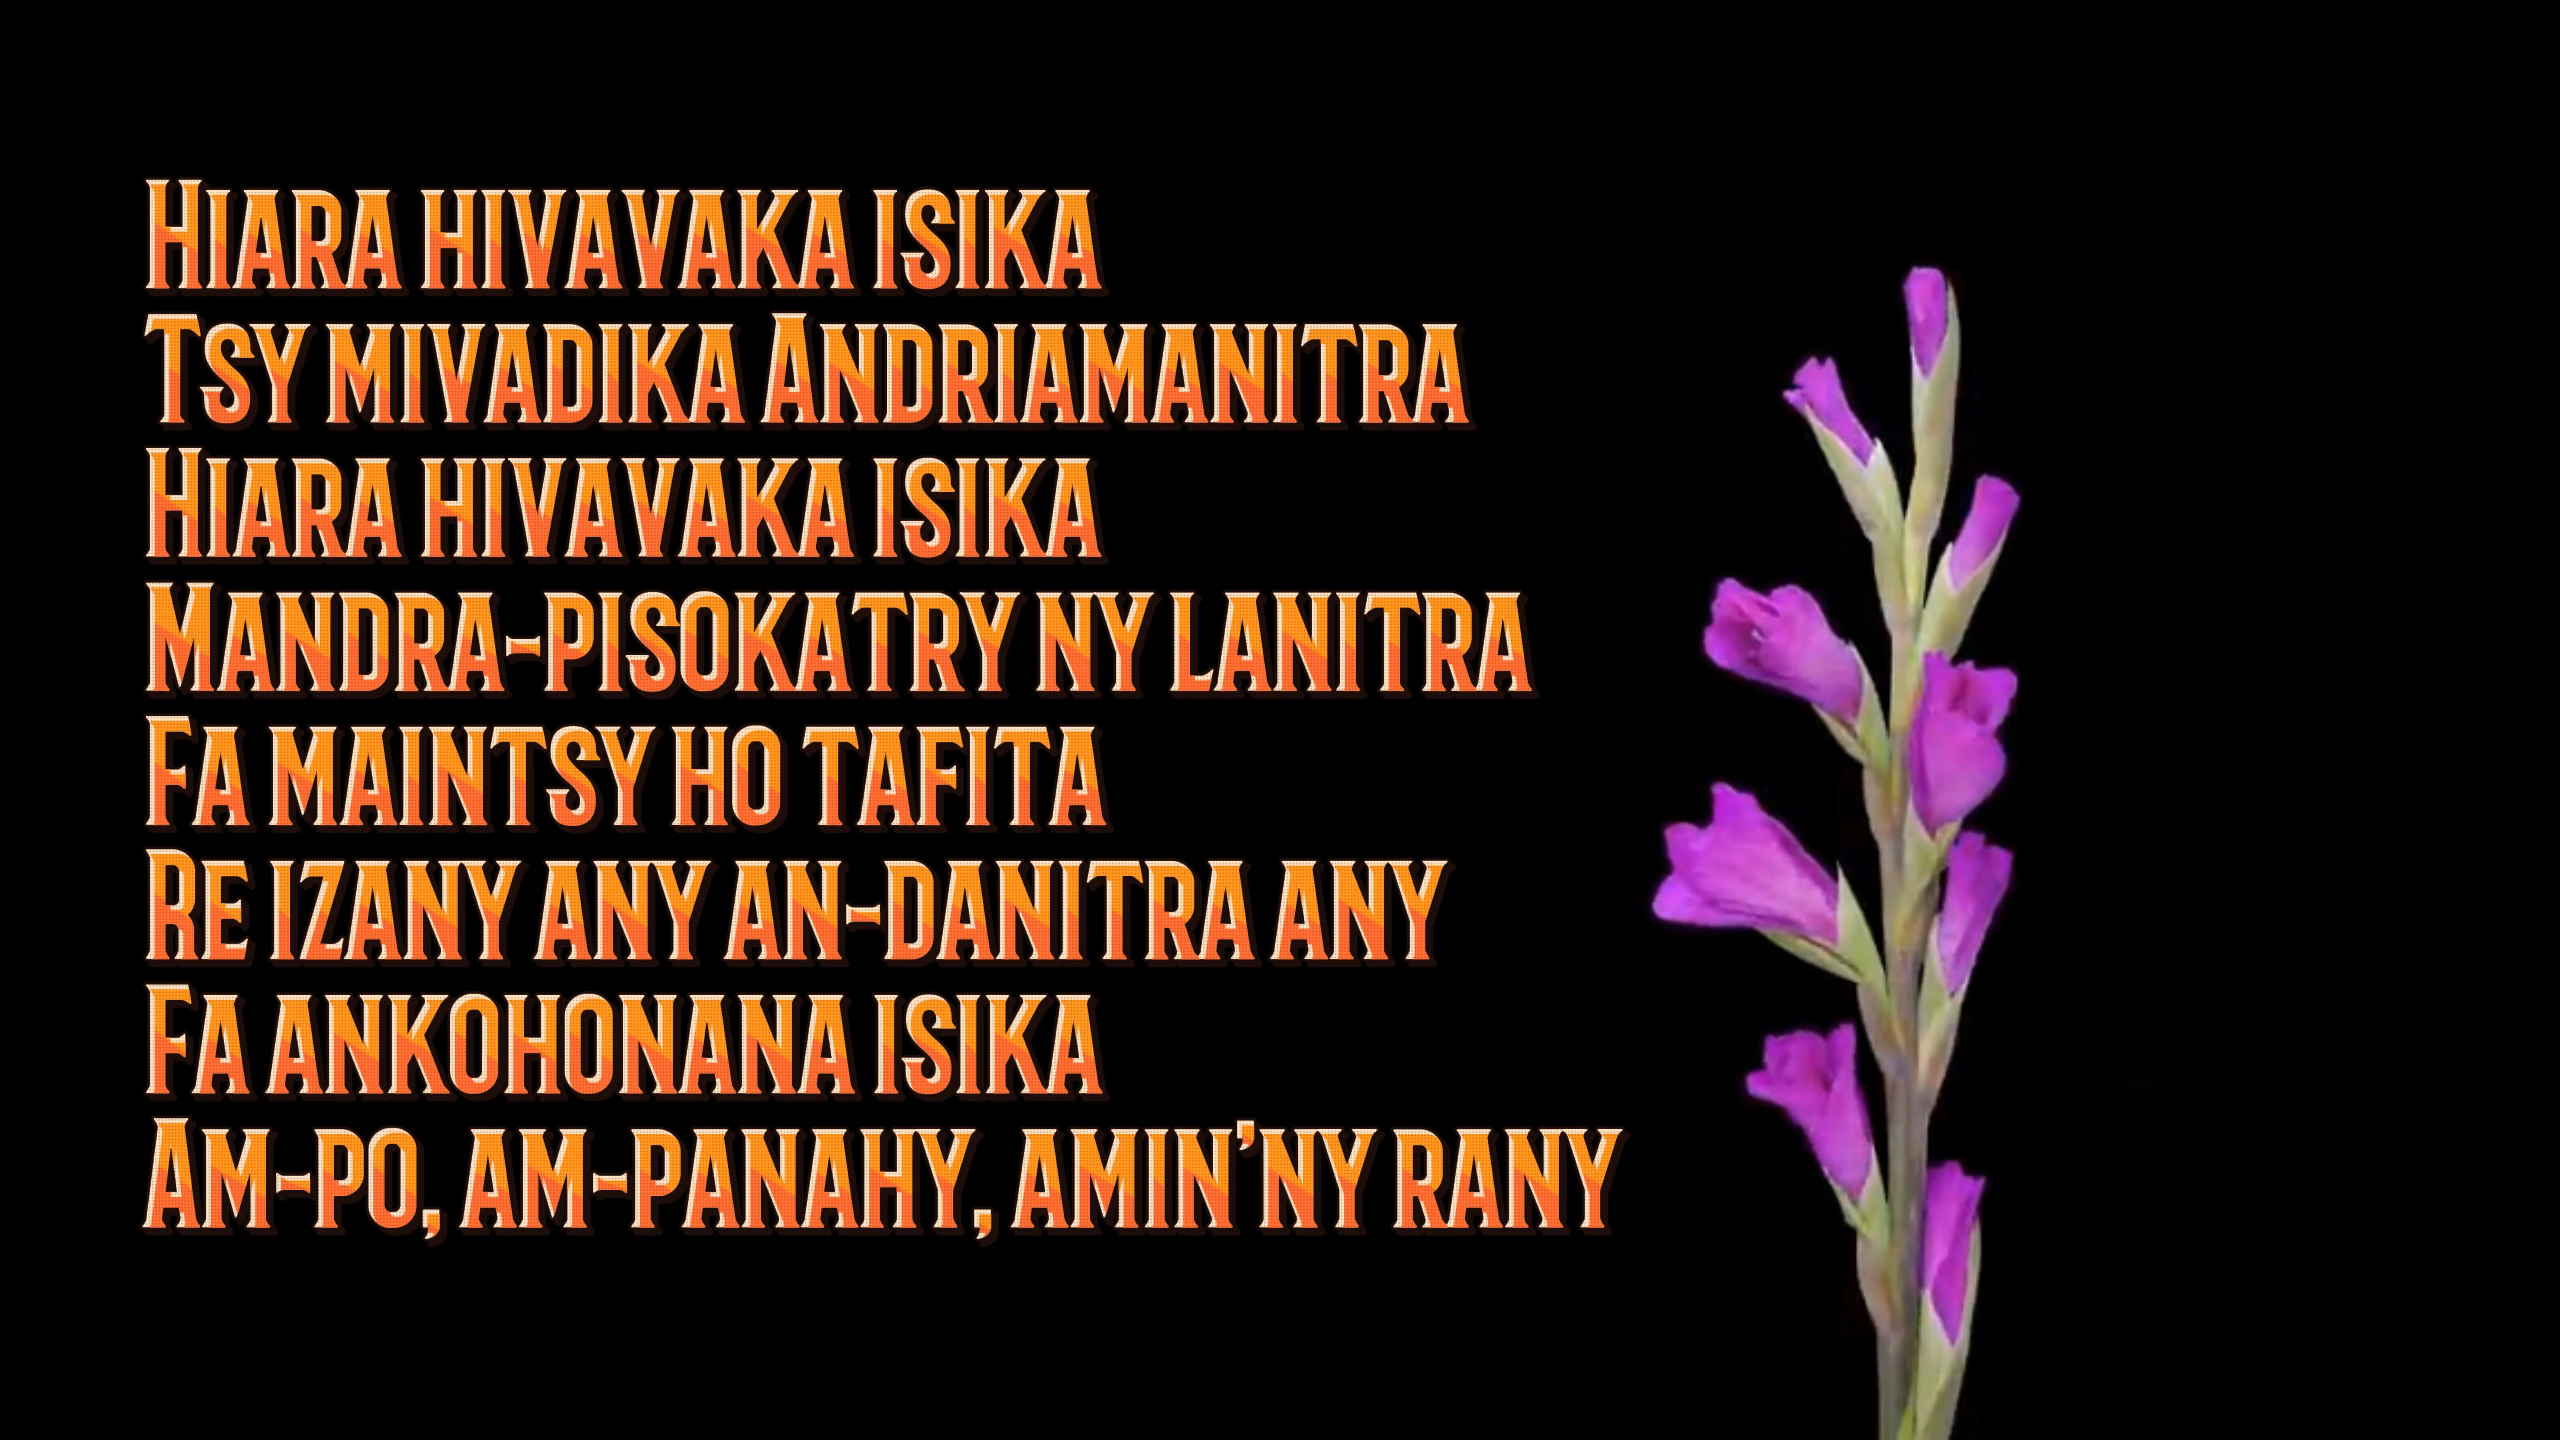 Hiara hivavaka isika
Tsy mivadika Andriamanitra
Hiara hivavaka isika
Mandra-pisokatry ny lanitra
Fa maintsy ho tafita
Re izany any an-danitra any
Fa ankohonana isika
Am-po, am-panahy, amin'ny rany